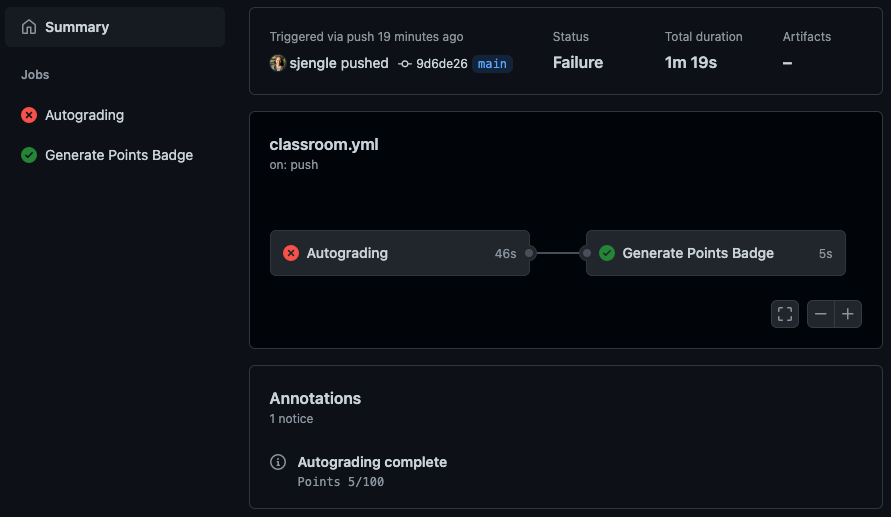 Summary
Jobs
Autograding
Generate Points Badge
Triggered via push 19 minutes ago
sjengle pushed 9d6de26 main
Status
Failure
Total duration
1m 19s
Artifacts
–
classroom.yml
on: push
Autograding 46s
Generate Points Badge 5s
Annotations
1 notice
Autograding complete
Points 5/100